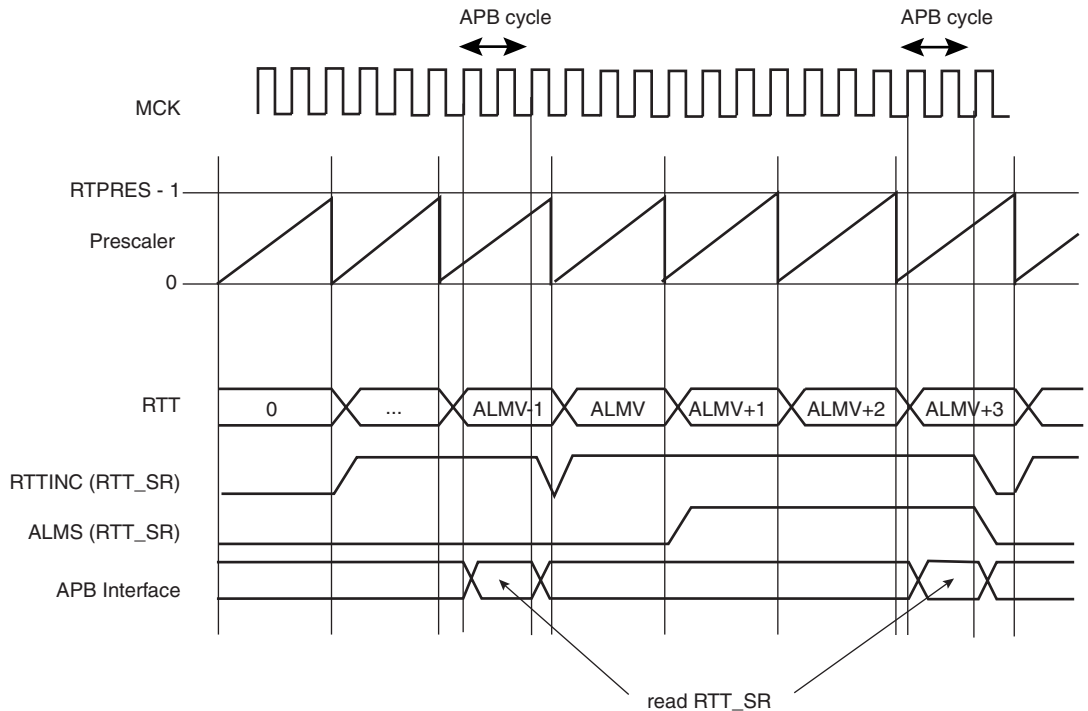 APB cycle APB cycle
MCK
RTPRES - 1
Prescaler
0
RTT 0 ... ALMV-1 ALMV ALMV+1 ALMV+2 ALMV+3
RTTINC (RTT_SR)
ALMS (RTT_SR)
APB Interface
read RTT_SR